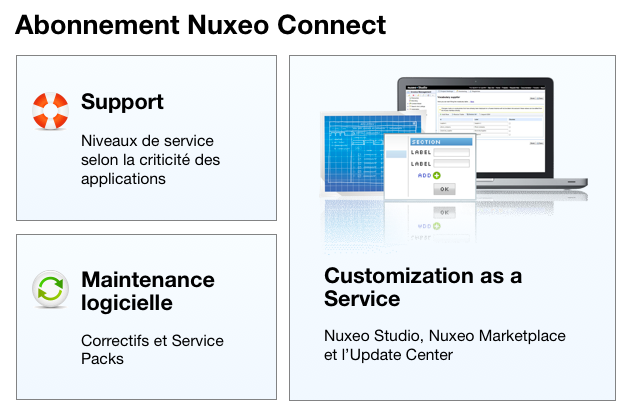 Abonnement Nuxeo Connect
Support
Niveaux de service
selon la criticité des
applications
Maintenance
logicielle
Correctifs et Service
Packs
SECTION
LABEL
LABEL
ADD
OK
Customization as a
Service
Nuxeo Studio, Nuxeo Marketplace
et l’Update Center